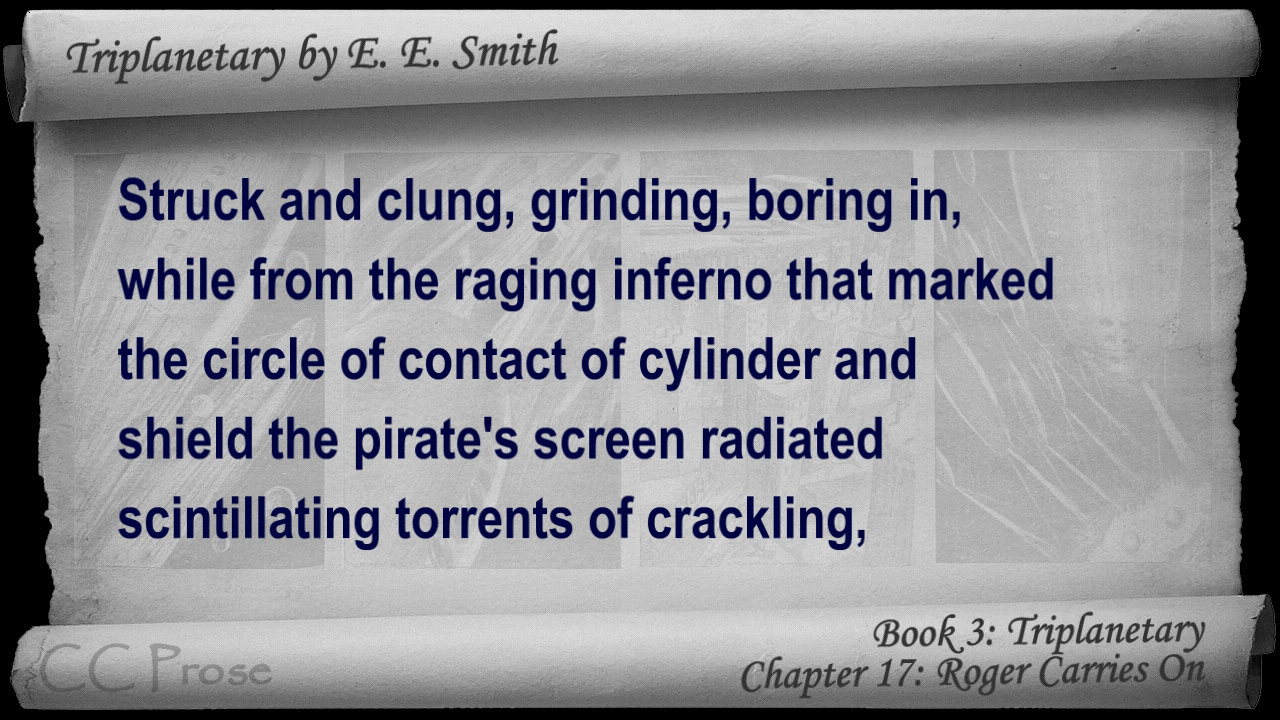 Triplanetary by E. E. Smith
Struck and clung, grinding, boring in,
while from the raging inferno that marked
the circle of contact of cylinder and
shield the pirate's screen radiated
scintillating torrents of crackling,
Book 3: Triplanetary
Chapter 17: Roger Carries On
CC Prose